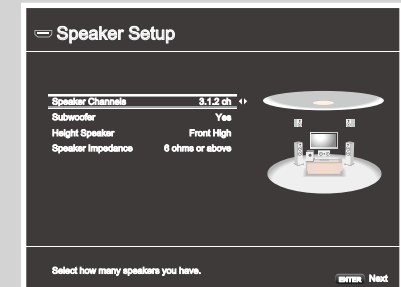 Speaker Setup
Speaker Channels 3.1.2 ch
Subwoofer Yes
Height Speaker Front High
Speaker Impedance 6 ohms or above
Select how many speakers you have.
ENTER Next